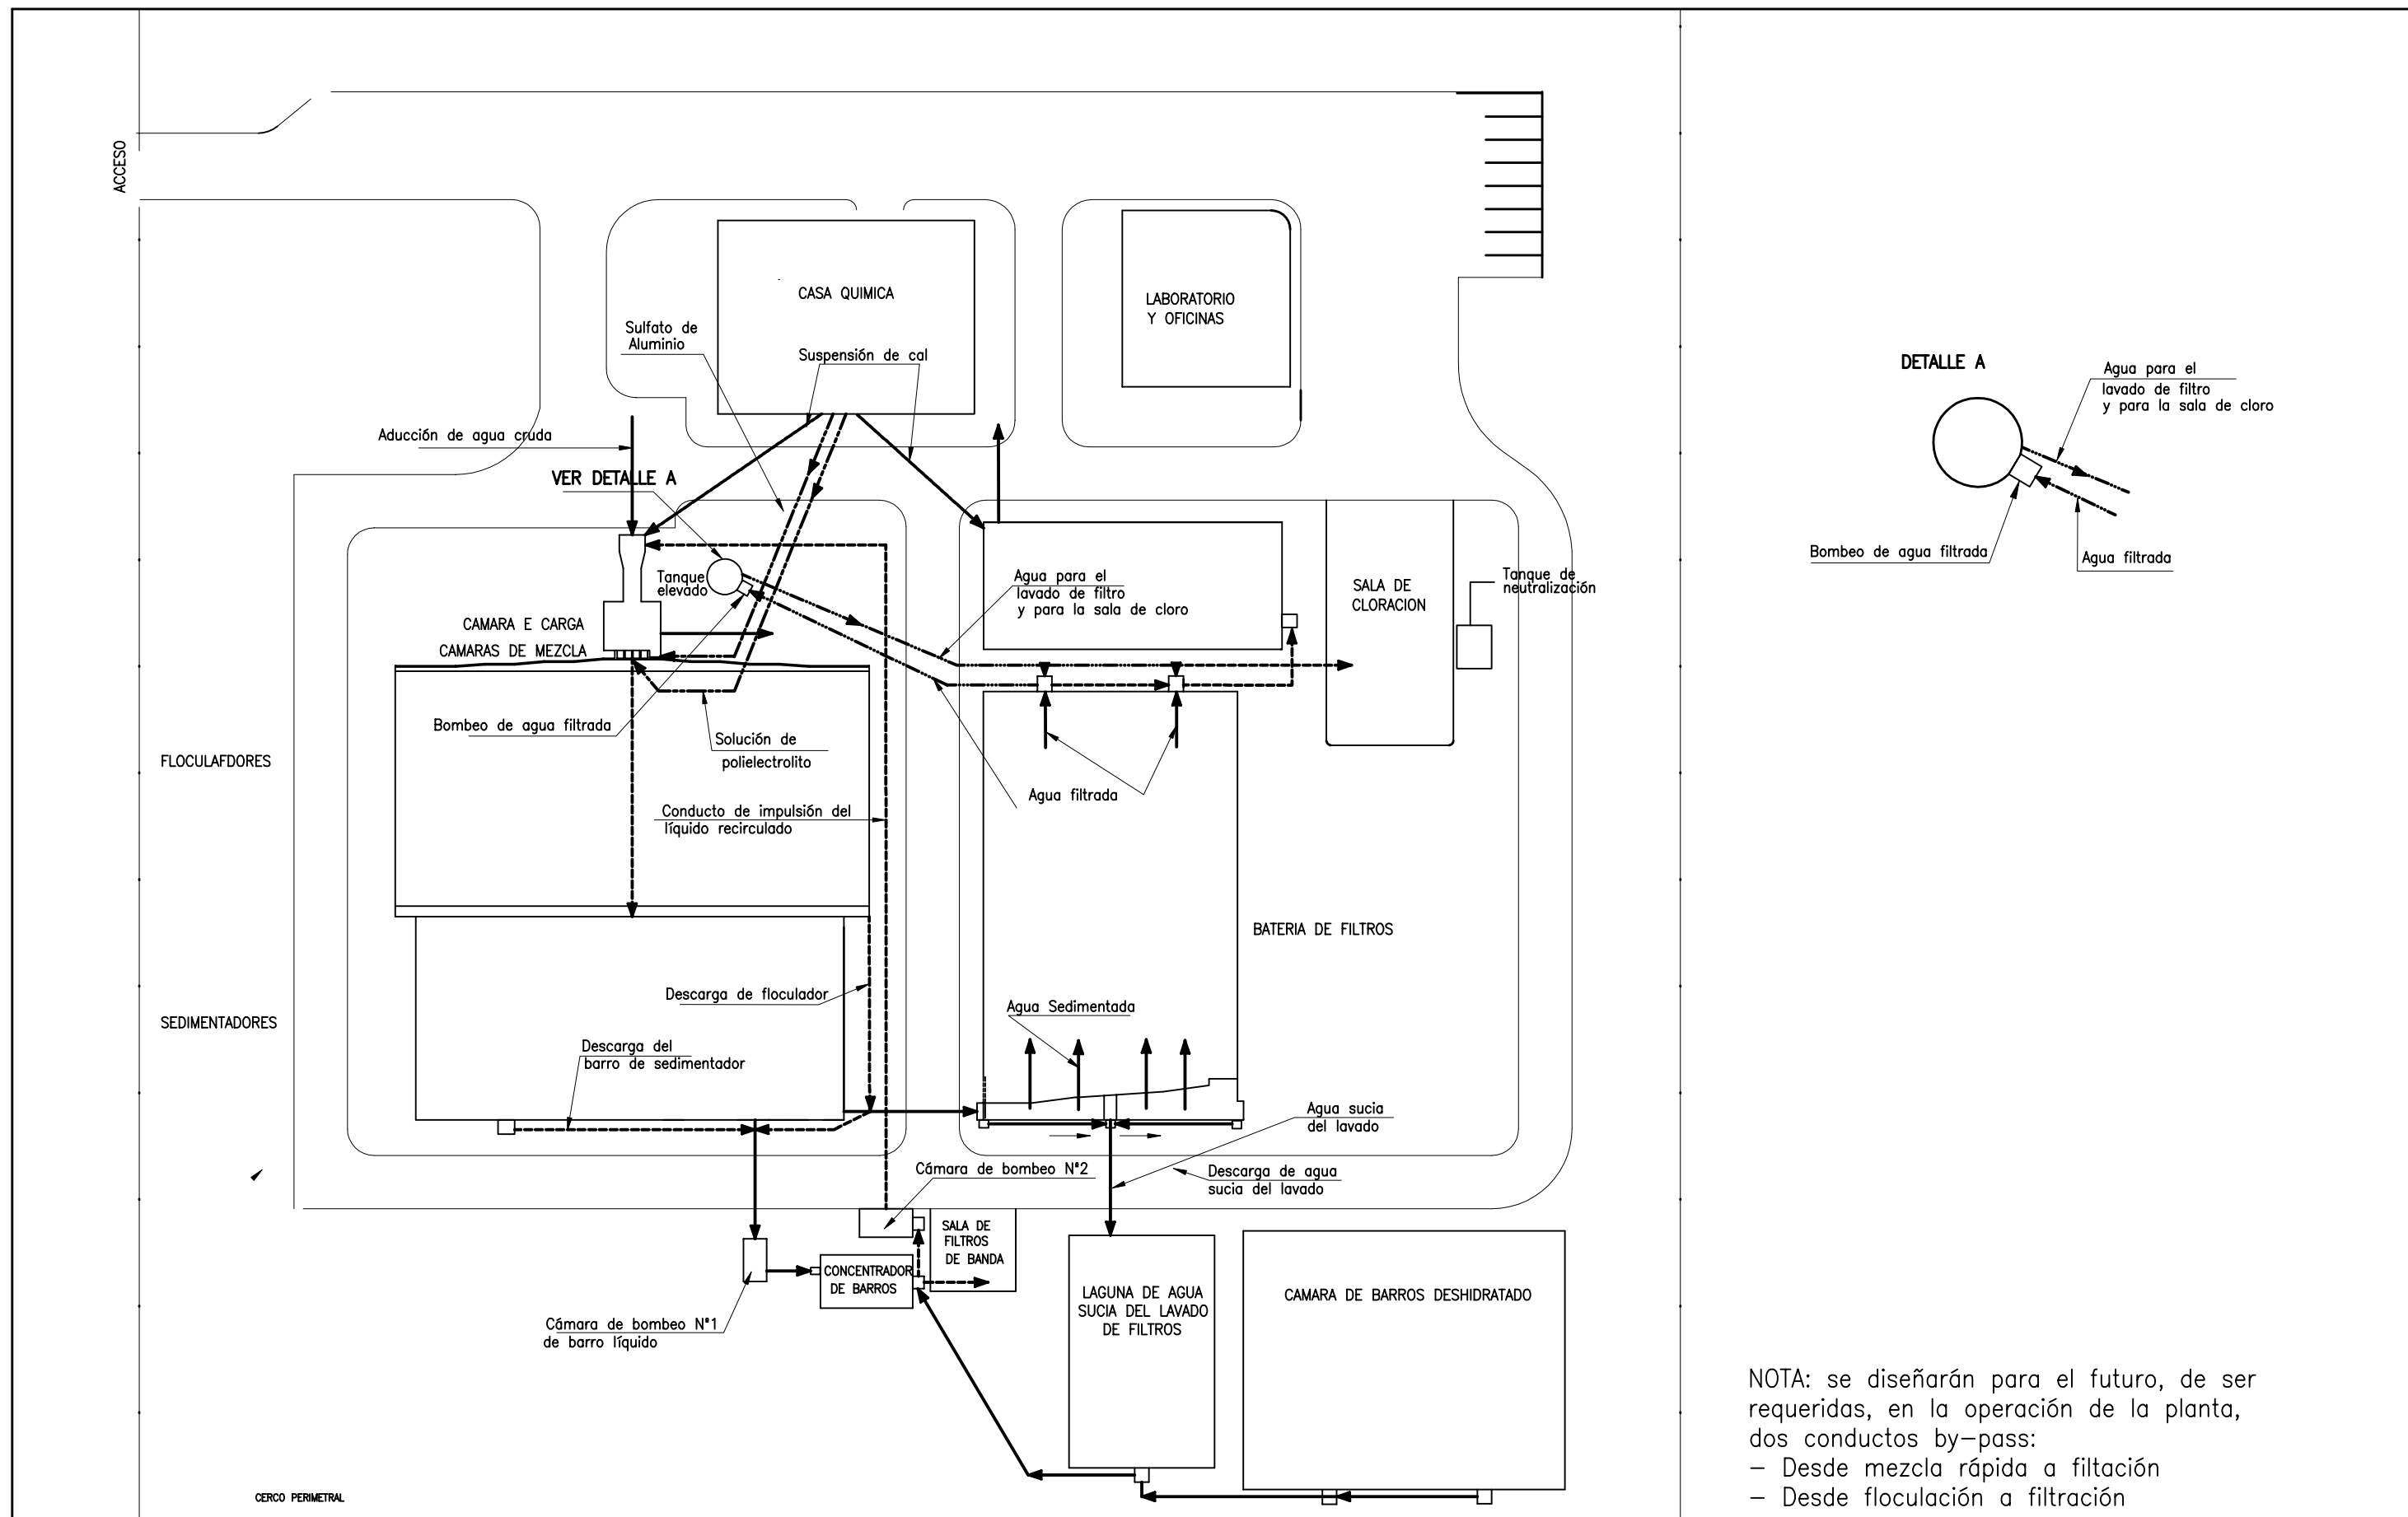 ACCESO
CASA QUIMICA
LABORATORIO
Y OFICINAS
Sulfato de
Aluminio
Suspensión de cal
DETALLE A
Agua para el
lavado de filtro
y para la sala de cloro
Aducción de agua cruda
VER DETALLE A
Bombeo de agua filtrada
Agua filtrada
Tanque
elevado
Agua para el
lavado de filtro
y para la sala de cloro
SALA DE
CLORACION
Tanque de
neutralización
CAMARA E CARGA
CAMARAS DE MEZCLA
Bombeo de agua filtrada
Solución de
polielectrolito
FLOCULAFDORES
Agua filtrada
Conducto de impulsión del
líquido recirculado
BATERIA DE FILTROS
Descarga de floculador
Agua Sedimentada
SEDIMENTADORES
Descarga del
barro de sedimentador
Agua sucia
del lavado
Cámara de bombeo N°2
Descarga de agua
sucia del lavado
SALA DE
FILTROS
DE BANDA
CONCENTRADOR
DE BARROS
LAGUNA DE AGUA
SUCIA DEL LAVADO
DE FILTROS
CAMARA DE BARROS DESHIDRATADO
Cámara de bombeo N°1
de barro líquido
NOTA: se diseñarán para el futuro, de ser
requeridas, en la operación de la planta,
dos conductos by-pass:
- Desde mezcla rápida a filtación
- Desde floculación a filtración
CERCO PERIMETRAL